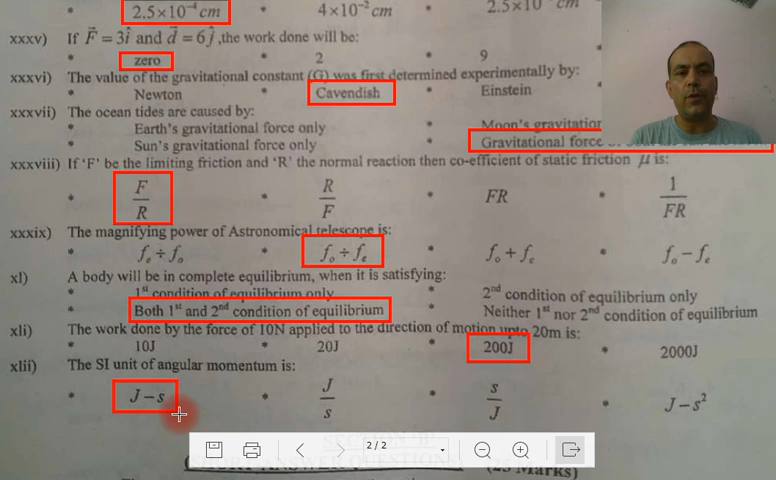 * 2.5×10⁻⁴ cm * 4×10⁻² cm 2.5×10 cm
xxxv) If F⃗ = 3î and d⃗ = 6ĵ ,the work done will be:
* zero * 2 * 9
xxxvi) The value of the gravitational constant (G) was first determined experimentally by:
* Newton * Cavendish * Einstein
xxxvii) The ocean tides are caused by:
* Earth's gravitational force only * Moon's gravitation
* Sun's gravitational force only * Gravitational force
xxxviii) If 'F' be the limiting friction and 'R' the normal reaction then co-efficient of static friction μ is:
* F/R * R/F * FR * 1/FR
xxxix) The magnifying power of Astronomical telescope is:
* fₑ ÷ fₒ * fₒ ÷ fₑ * fₒ + fₑ * fₒ − fₑ
xl) A body will be in complete equilibrium, when it is satisfying:
* 1st condition of equilibrium only * 2nd condition of equilibrium only
* Both 1st and 2nd condition of equilibrium * Neither 1st nor 2nd condition of equilibrium
xli) The work done by the force of 10N applied to the direction of motion upto 20m is:
* 10J * 20J * 200J * 2000J
xlii) The SI unit of angular momentum is:
* J−s * J/s * s/J * J−s²
2 / 2
(25 Marks)